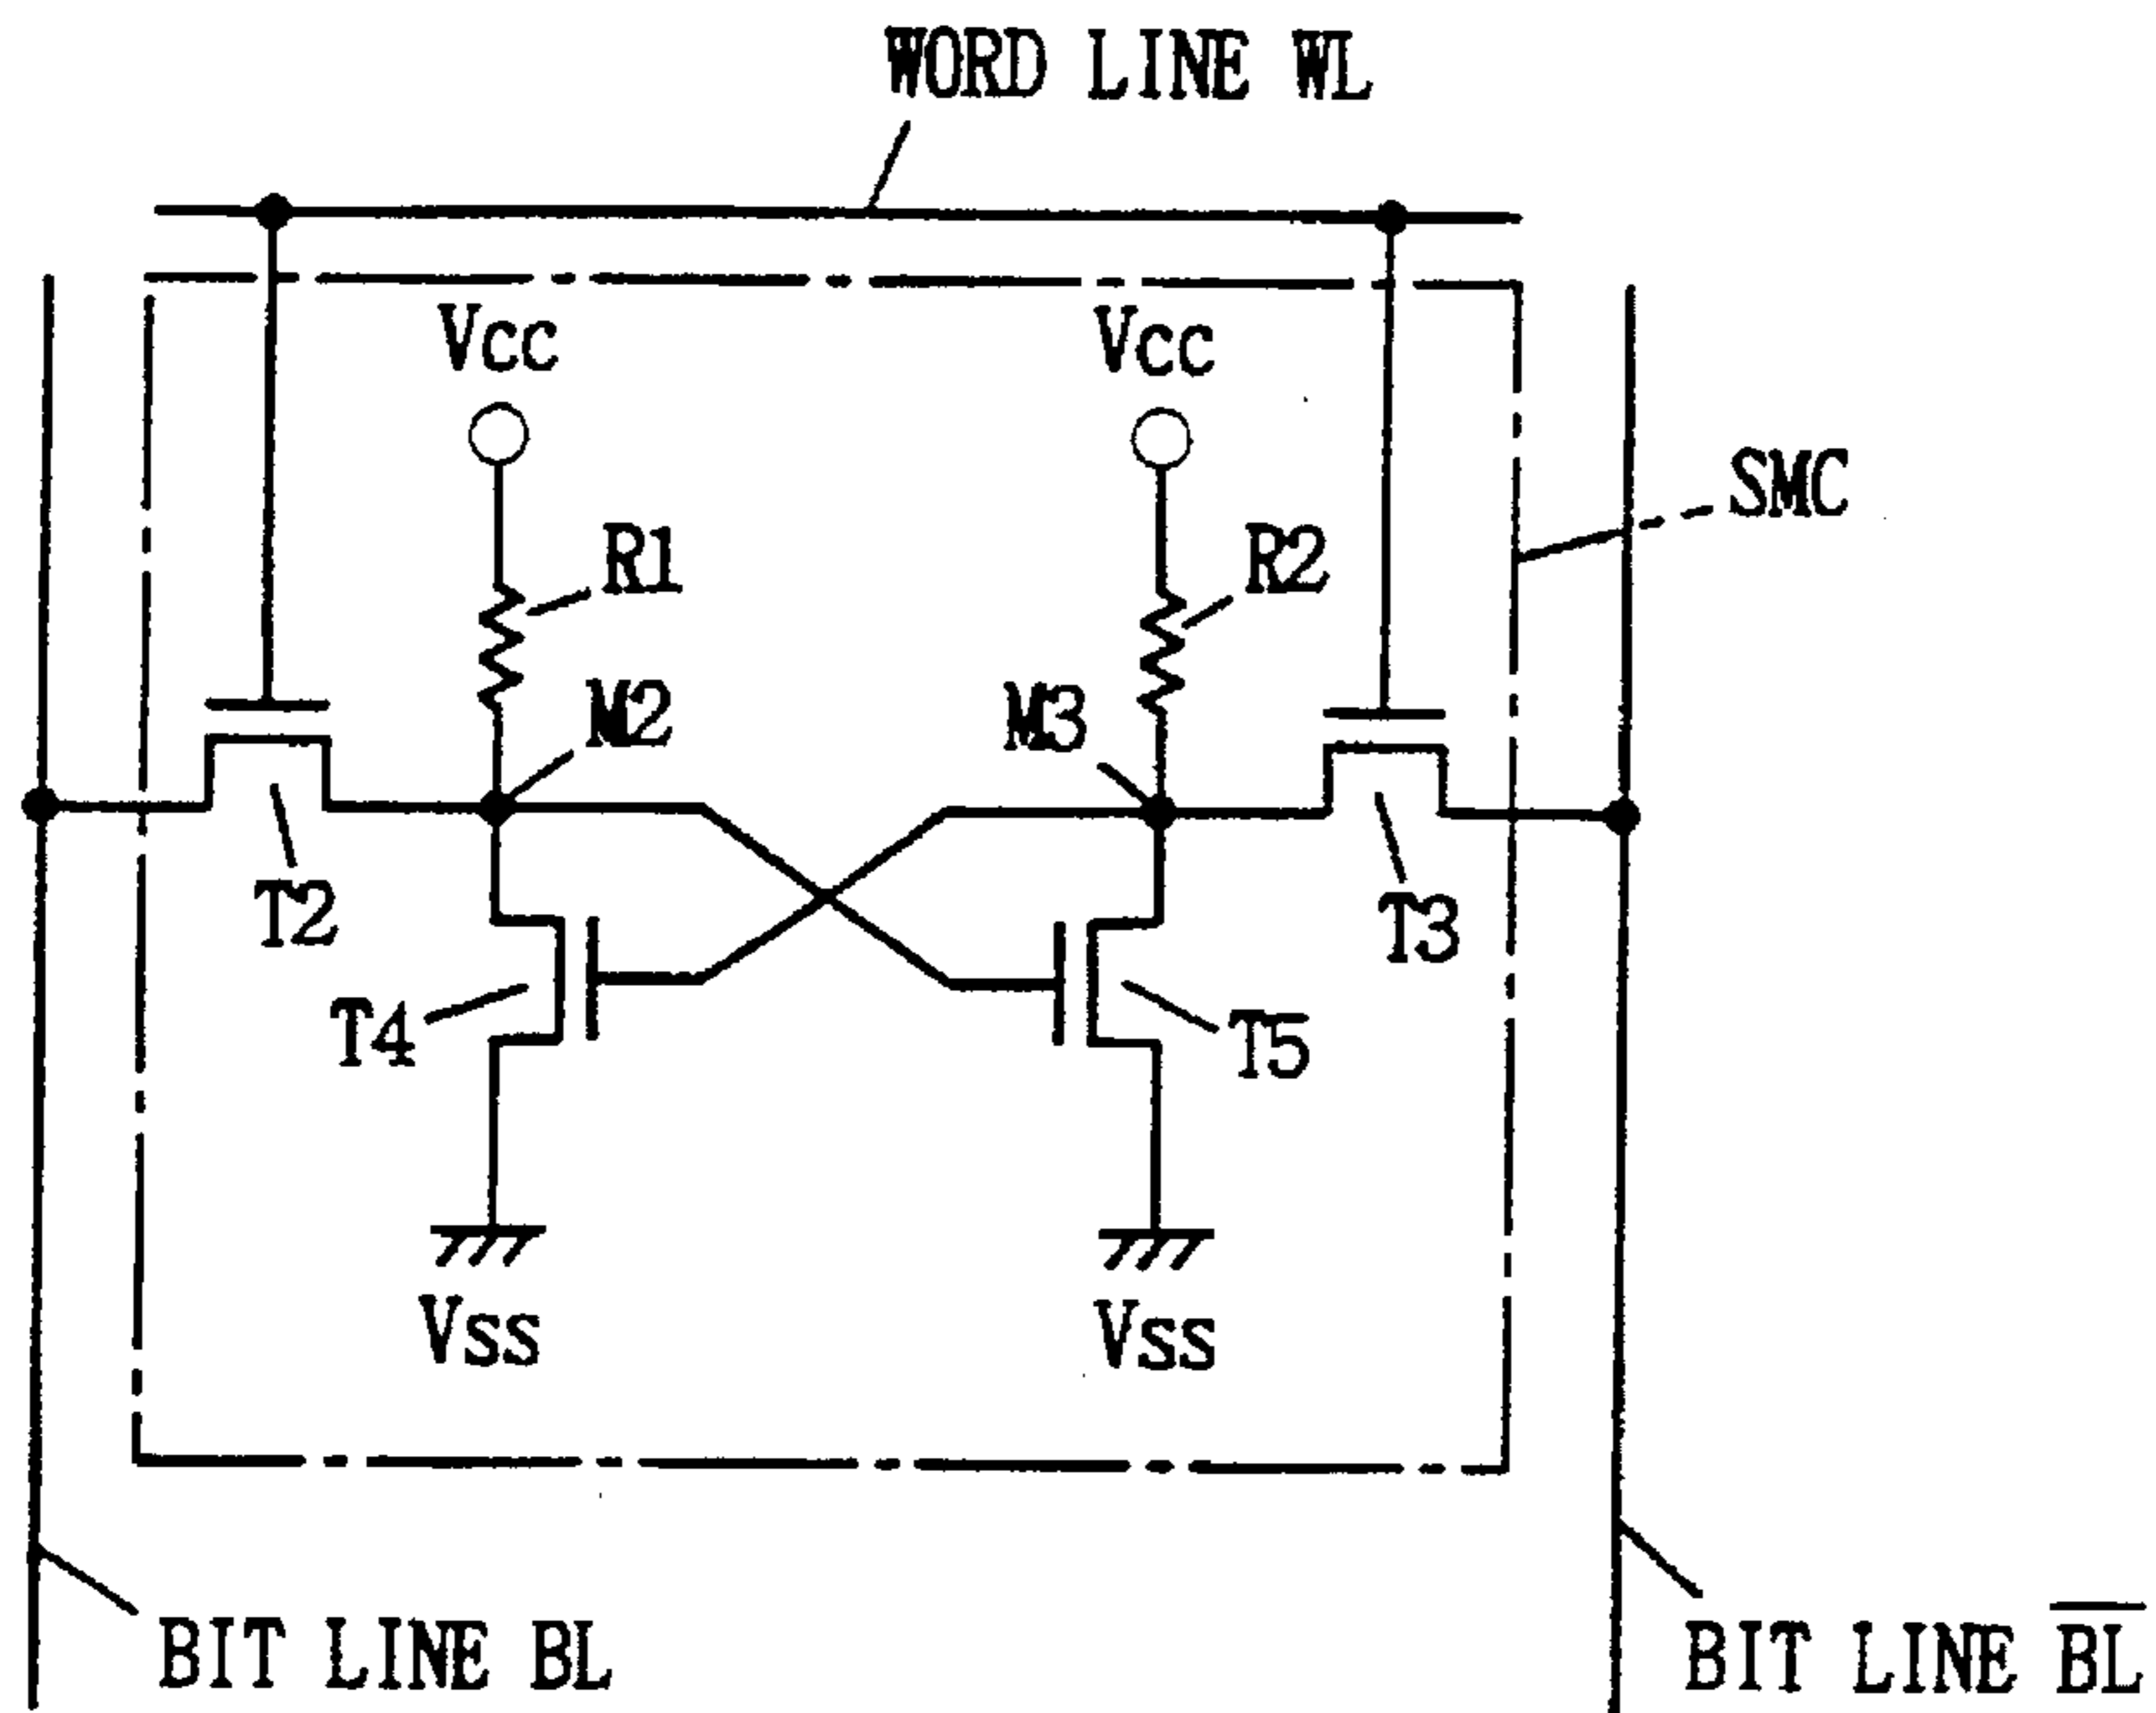 WORD LINE WL
Vcc Vcc
SMC
R1 R2
M2 M3
T2 T3
T4 T5
Vss Vss
BIT LINE BL BIT LINE B̅L̅